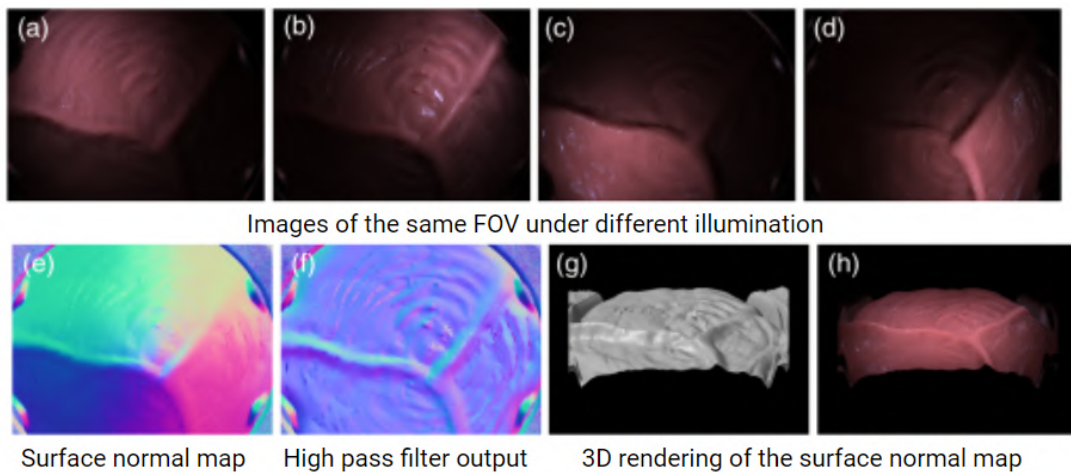 (a) (b) (c) (d)
Images of the same FOV under different illumination
(e) (f) (g) (h)
Surface normal map High pass filter output 3D rendering of the surface normal map